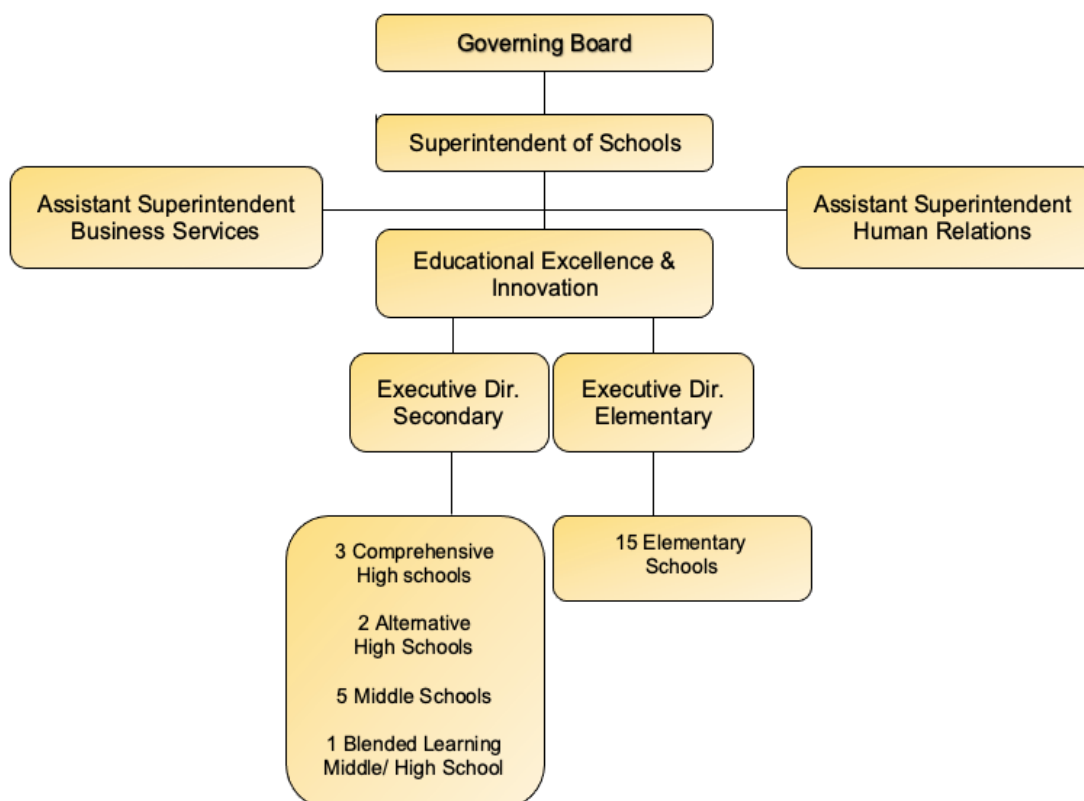 Governing Board
Superintendent of Schools
Assistant Superintendent
Business Services
Assistant Superintendent
Human Relations
Educational Excellence &
Innovation
Executive Dir.
Secondary
Executive Dir.
Elementary
3 Comprehensive
High schools
2 Alternative
High Schools
5 Middle Schools
1 Blended Learning
Middle/ High School
15 Elementary
Schools